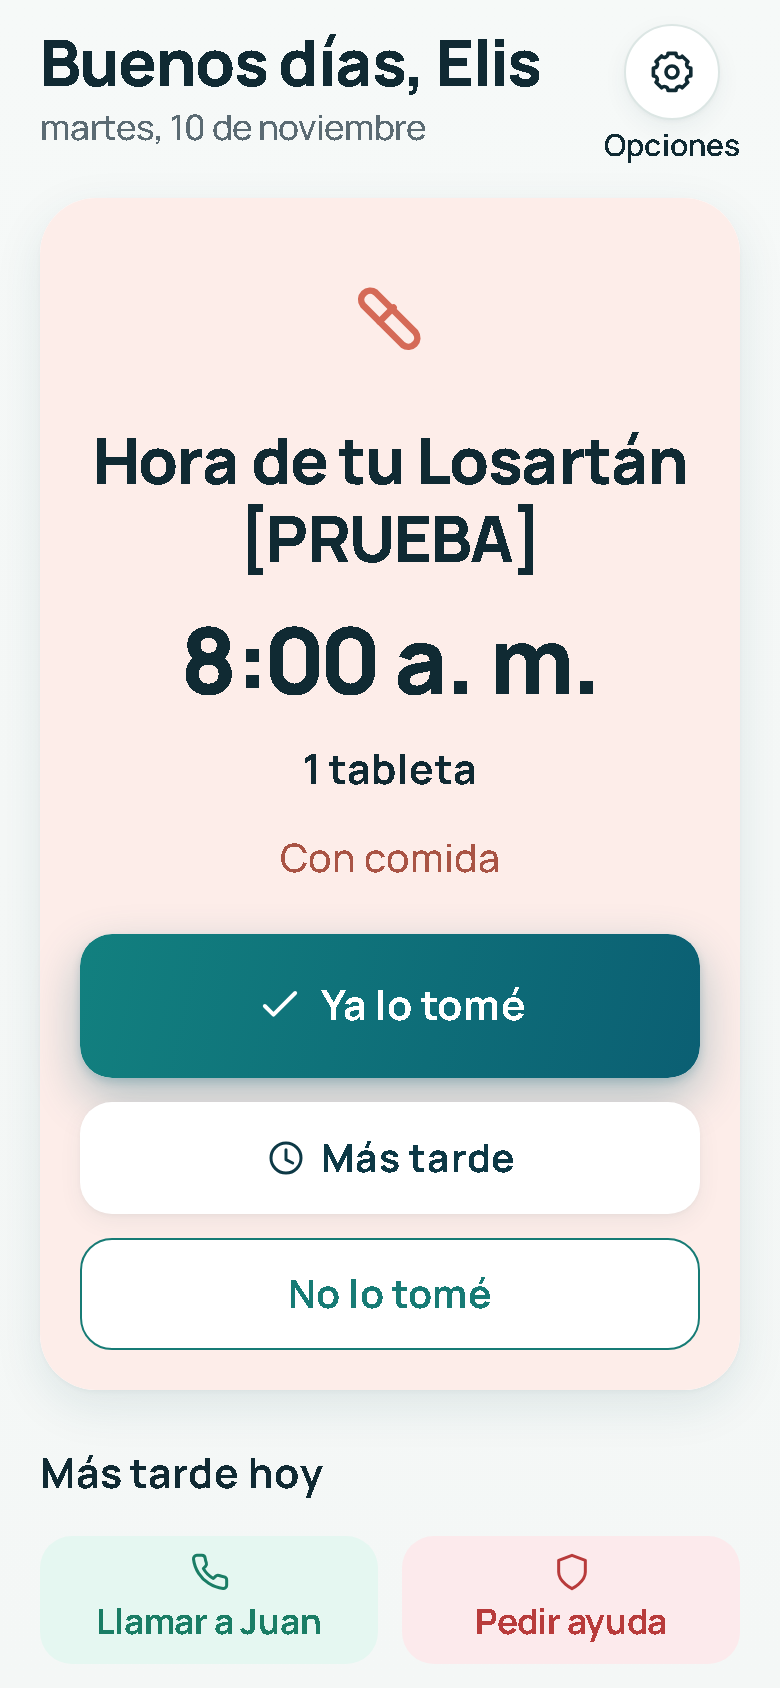 Buenos días, Elis
martes, 10 de noviembre
Opciones
Hora de tu Losartán
[PRUEBA]
8:00 a. m.
1 tableta
Con comida
Ya lo tomé
Más tarde
No lo tomé
Más tarde hoy
Llamar a Juan
Pedir ayuda